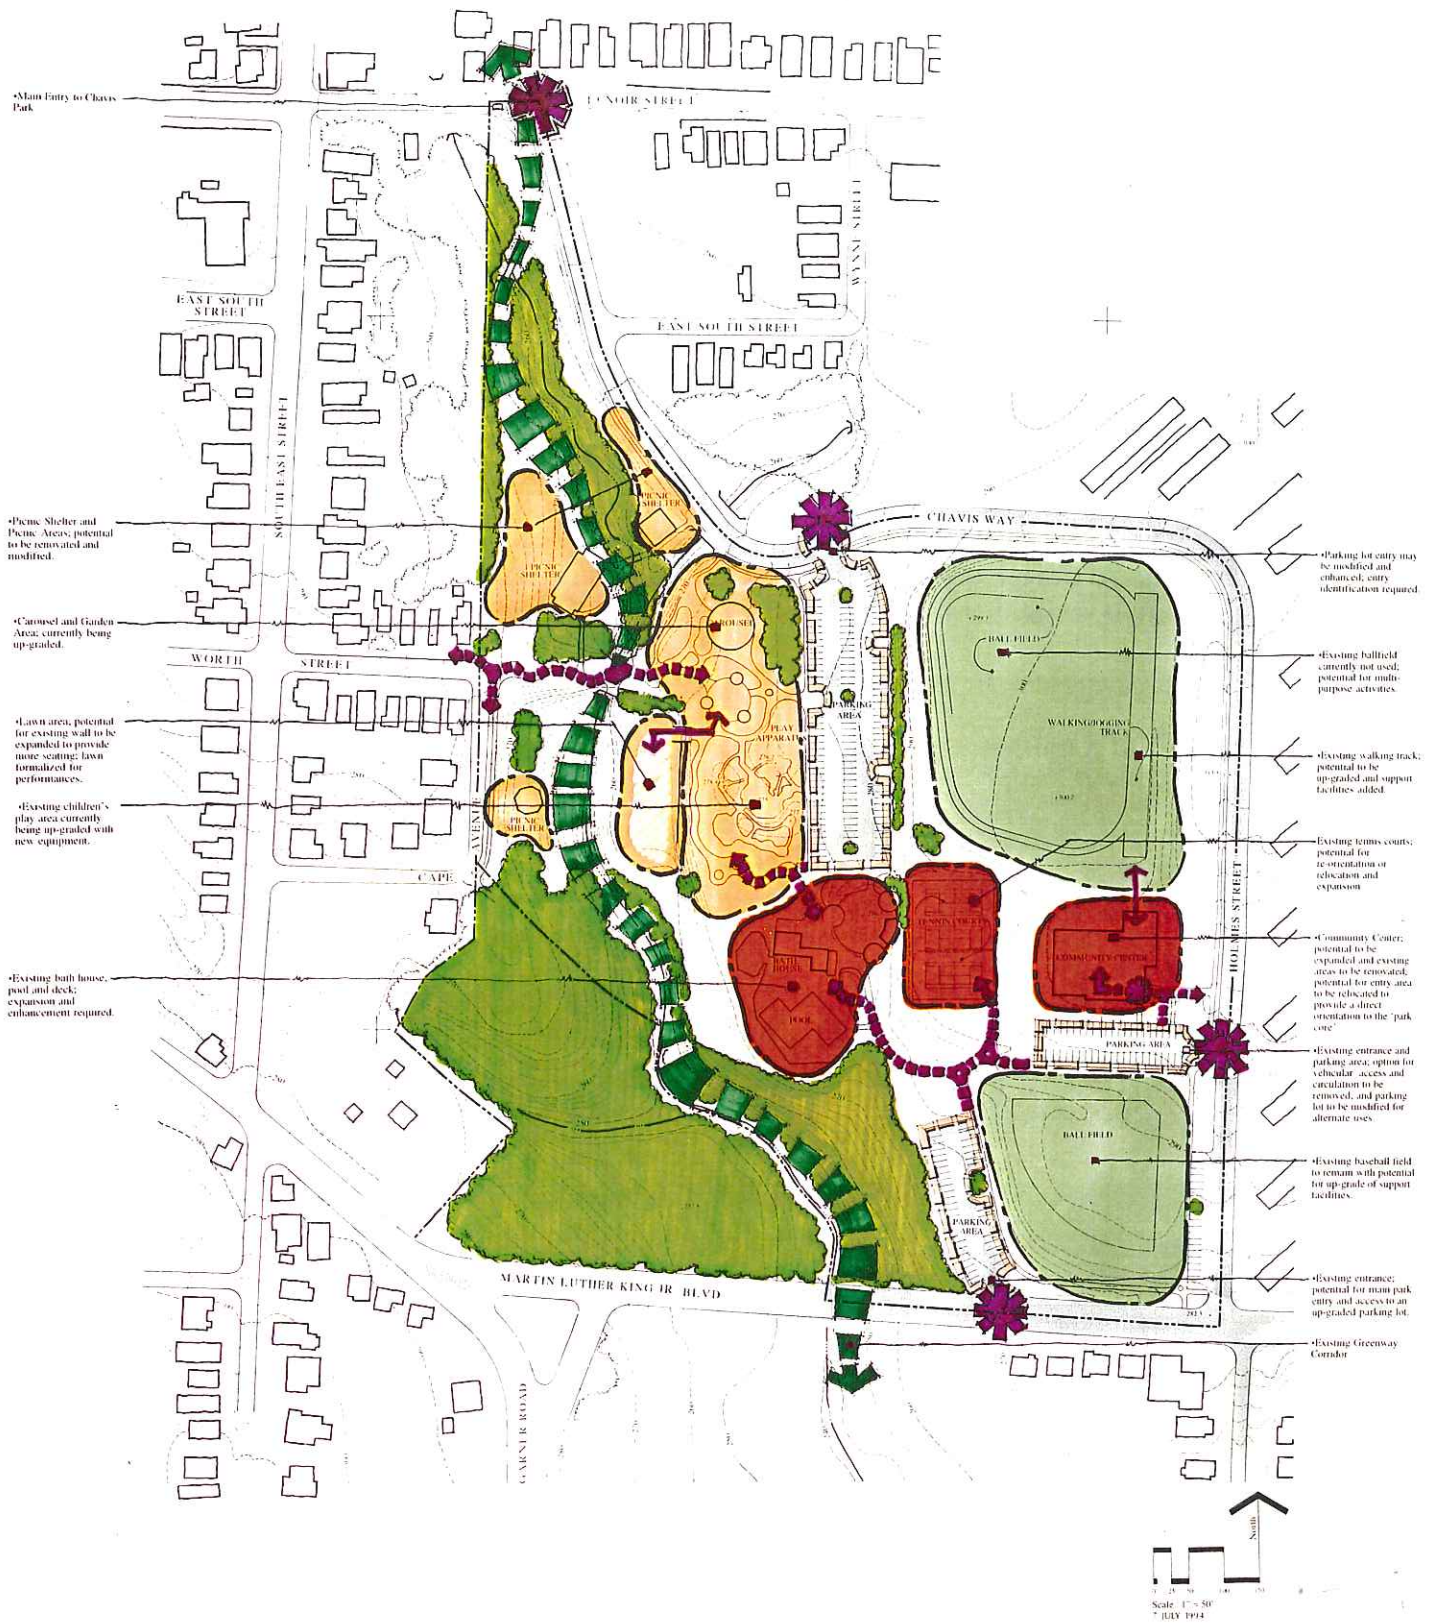 •Main Entry to Chavis
Park
LENOIR STREET
WYNNE STREET
EAST SOUTH
STREET
EAST SOUTH STREET
SOUTH EAST STREET
•Picnic Shelter and
Picnic Areas; potential
to be renovated and
modified.
PICNIC
SHELTER
PICNIC
SHELTER
CHAVIS WAY
•Parking lot entry may
be modified and
enhanced; entry
identification required.
•Carousel and Garden
Area; currently being
up-graded.
CAROUSEL
WORTH STREET
BALL FIELD
•Existing ballfield
currently not used;
potential for multi-
purpose activities.
•Lawn area; potential
for existing wall to be
expanded to provide
more seating; lawn
formalized for
performances.
PLAY
APPARATUS
PARKING
AREA
WALKING/JOGGING
TRACK
•Existing walking track;
potential to be
up-graded and support
facilities added.
•Existing children's
play area currently
being up-graded with
new equipment.
PICNIC
SHELTER
AVENUE
CAPE
•Existing tennis courts;
potential for
re-orientation or
relocation and
expansion
HOLMES STREET
TENNIS COURTS
COMMUNITY CENTER
•Community Center;
potential to be
expanded and existing
areas to be renovated;
potential for entry area
to be relocated to
provide a direct
orientation to the 'park
core'
•Existing bath house,
pool and deck;
expansion and
enhancement required.
BATH
HOUSE
POOL
PARKING AREA
•Existing entrance and
parking area; option for
vehicular access and
circulation to be
removed, and parking
lot to be modified for
alternate uses
BALL FIELD
•Existing baseball field
to remain with potential
for up-grade of support
facilities.
PARKING
AREA
MARTIN LUTHER KING JR. BLVD
•Existing entrance;
potential for main park
entry and access to an
up-graded parking lot.
•Existing Greenway
Corridor
GARNER ROAD
North
Scale 1" = 50'
7 JULY 1994